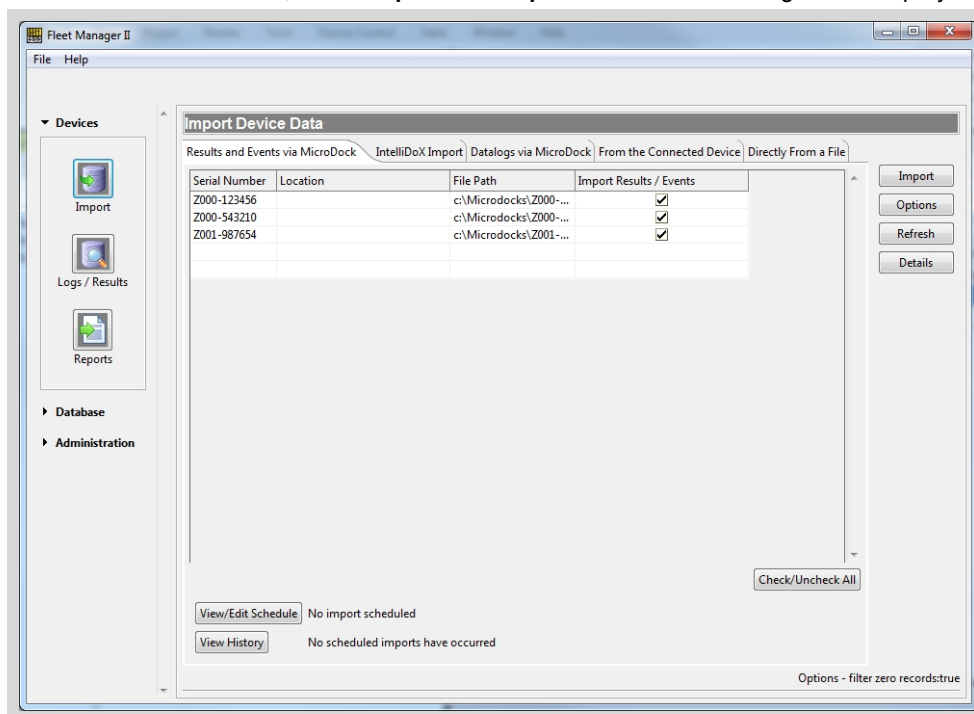 Fleet Manager II
File Help
Devices
Import
Logs / Results
Reports
Database
Administration
Import Device Data
Results and Events via MicroDock IntelliDoX Import Datalogs via MicroDock From the Connected Device Directly From a File
Serial Number Location File Path Import Results / Events
Z000-123456 c:\Microdocks\Z000-...
Z000-543210 c:\Microdocks\Z000-...
Z001-987654 c:\Microdocks\Z001-...
Import
Options
Refresh
Details
Check/Uncheck All
View/Edit Schedule No import scheduled
View History No scheduled imports have occurred
Options - filter zero records:true